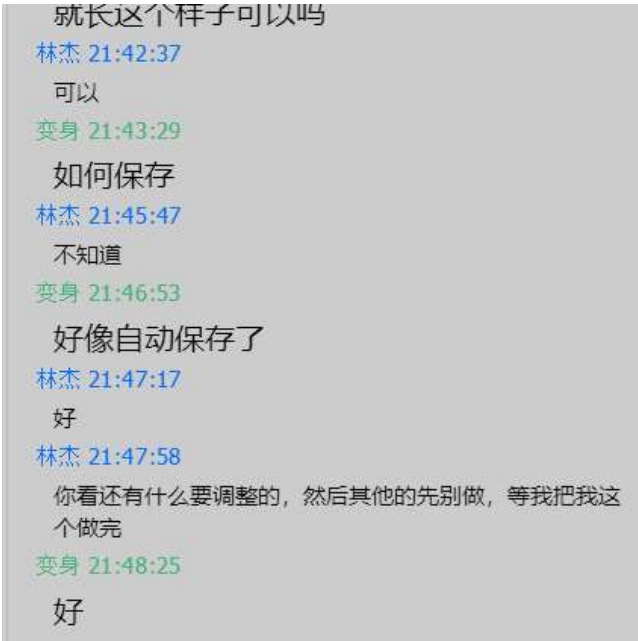 就长这个样子可以吗
林杰 21:42:37
可以
变身 21:43:29
如何保存
林杰 21:45:47
不知道
变身 21:46:53
好像自动保存了
林杰 21:47:17
好
林杰 21:47:58
你看还有什么要调整的，然后其他的先别做，等我把我这
个做完
变身 21:48:25
好